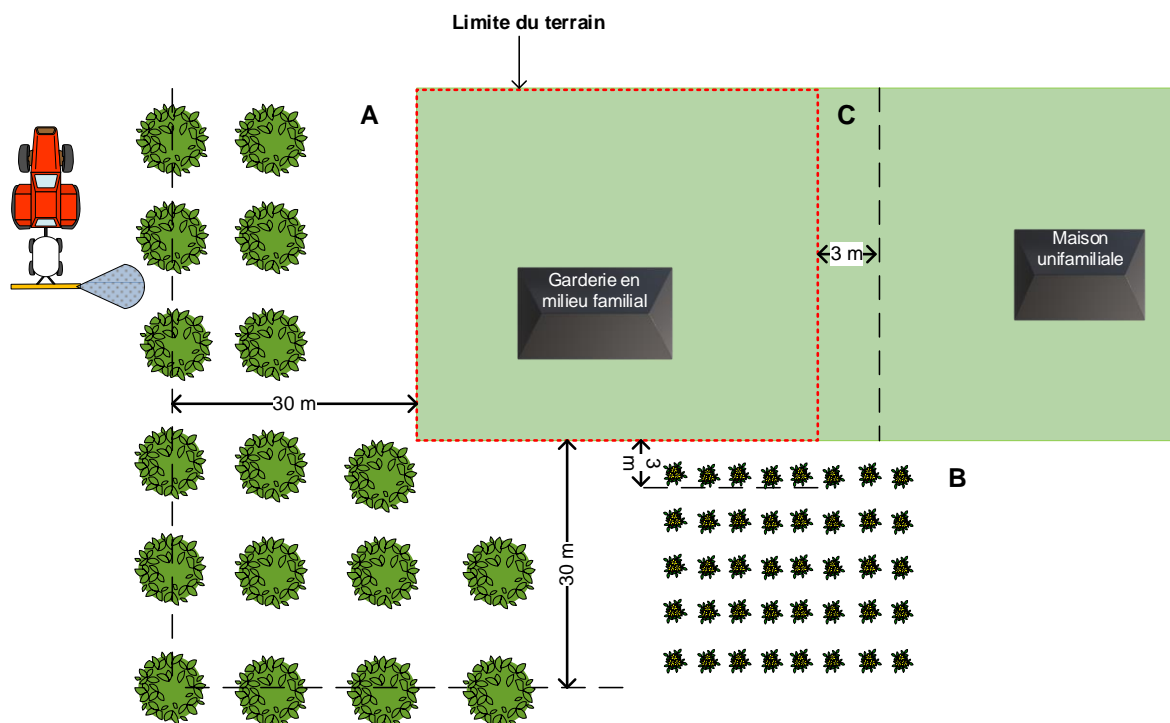 Limite du terrain
A
C
3 m
Garderie en
milieu familial
Maison
unifamiliale
30 m
3
m
B
30 m